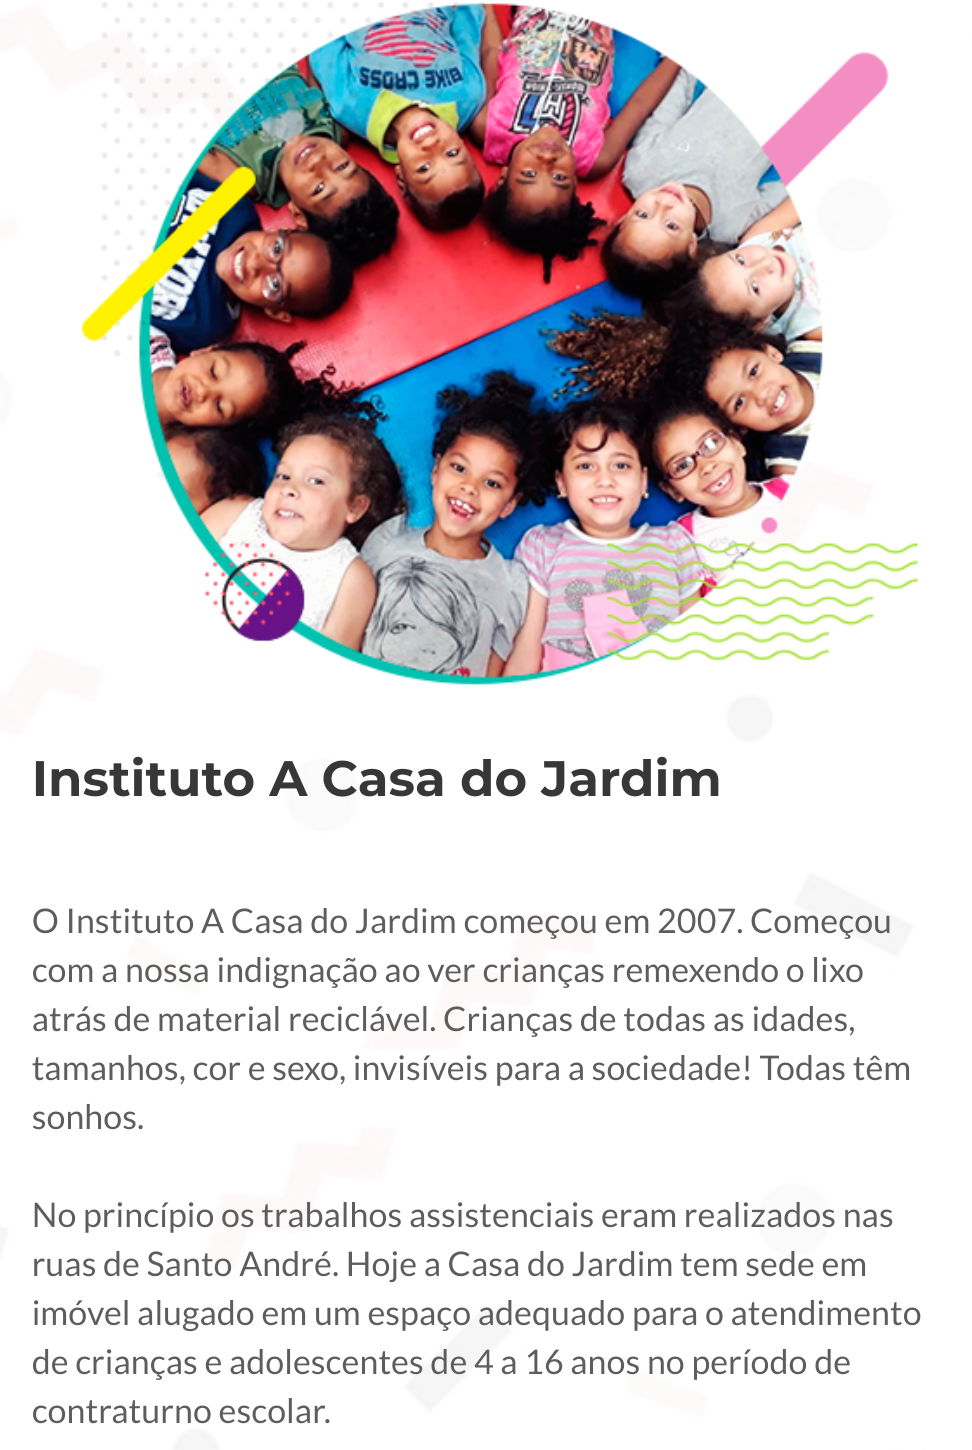 BIKE CROSS
Instituto A Casa do Jardim
O Instituto A Casa do Jardim começou em 2007. Começou
com a nossa indignação ao ver crianças remexendo o lixo
atrás de material reciclável. Crianças de todas as idades,
tamanhos, cor e sexo, invisíveis para a sociedade! Todas têm
sonhos.
No princípio os trabalhos assistenciais eram realizados nas
ruas de Santo André. Hoje a Casa do Jardim tem sede em
imóvel alugado em um espaço adequado para o atendimento
de crianças e adolescentes de 4 a 16 anos no período de
contraturno escolar.